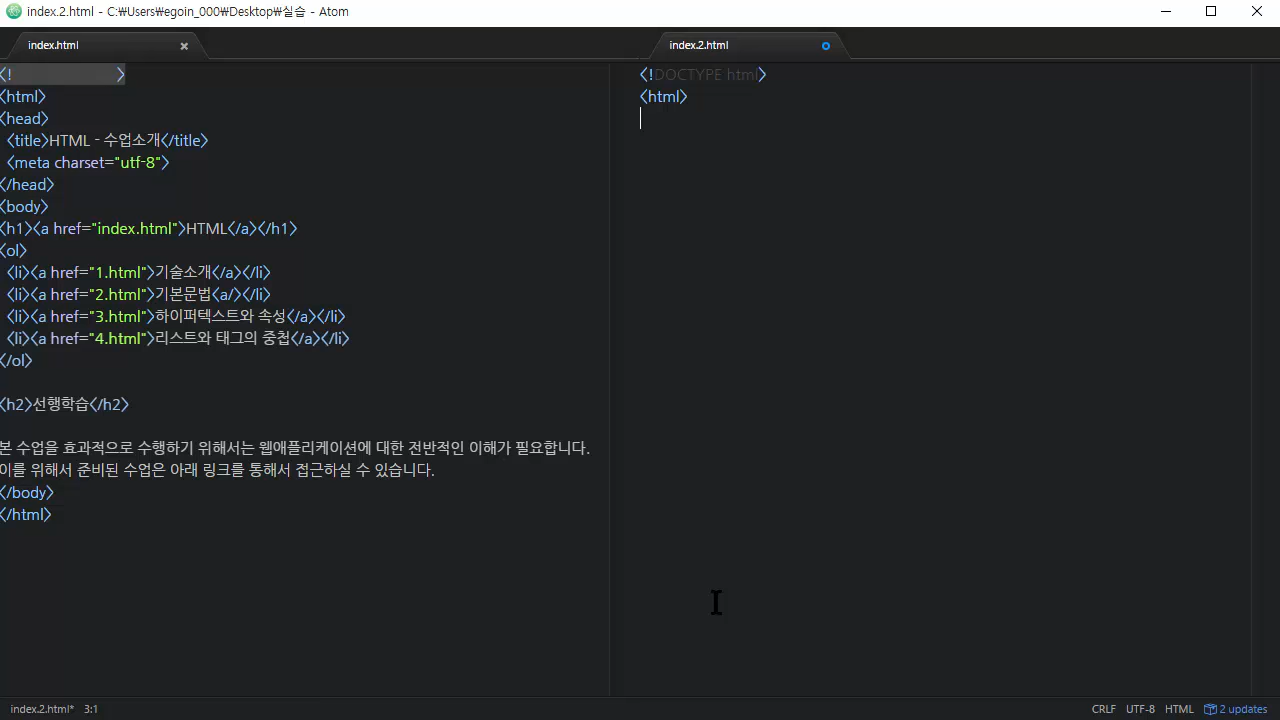 index.2.html - C:₩Users₩egoin_000₩Desktop₩실습 - Atom
index.html
index.2.html
<! >
<html>
<head>
<title>HTML - 수업소개</title>
<meta charset="utf-8">
</head>
<body>
<h1><a href="index.html">HTML</a></h1>
<ol>
<li><a href="1.html">기술소개</a></li>
<li><a href="2.html">기본문법<a/></li>
<li><a href="3.html">하이퍼텍스트와 속성</a></li>
<li><a href="4.html">리스트와 태그의 중첩</a></li>
</ol>
<h2>선행학습</h2>
본 수업을 효과적으로 수행하기 위해서는 웹애플리케이션에 대한 전반적인 이해가 필요합니다.
이를 위해서 준비된 수업은 아래 링크를 통해서 접근하실 수 있습니다.
</body>
</html>
<!DOCTYPE html>
<html>
index.2.html* 3:1
CRLF UTF-8 HTML 2 updates